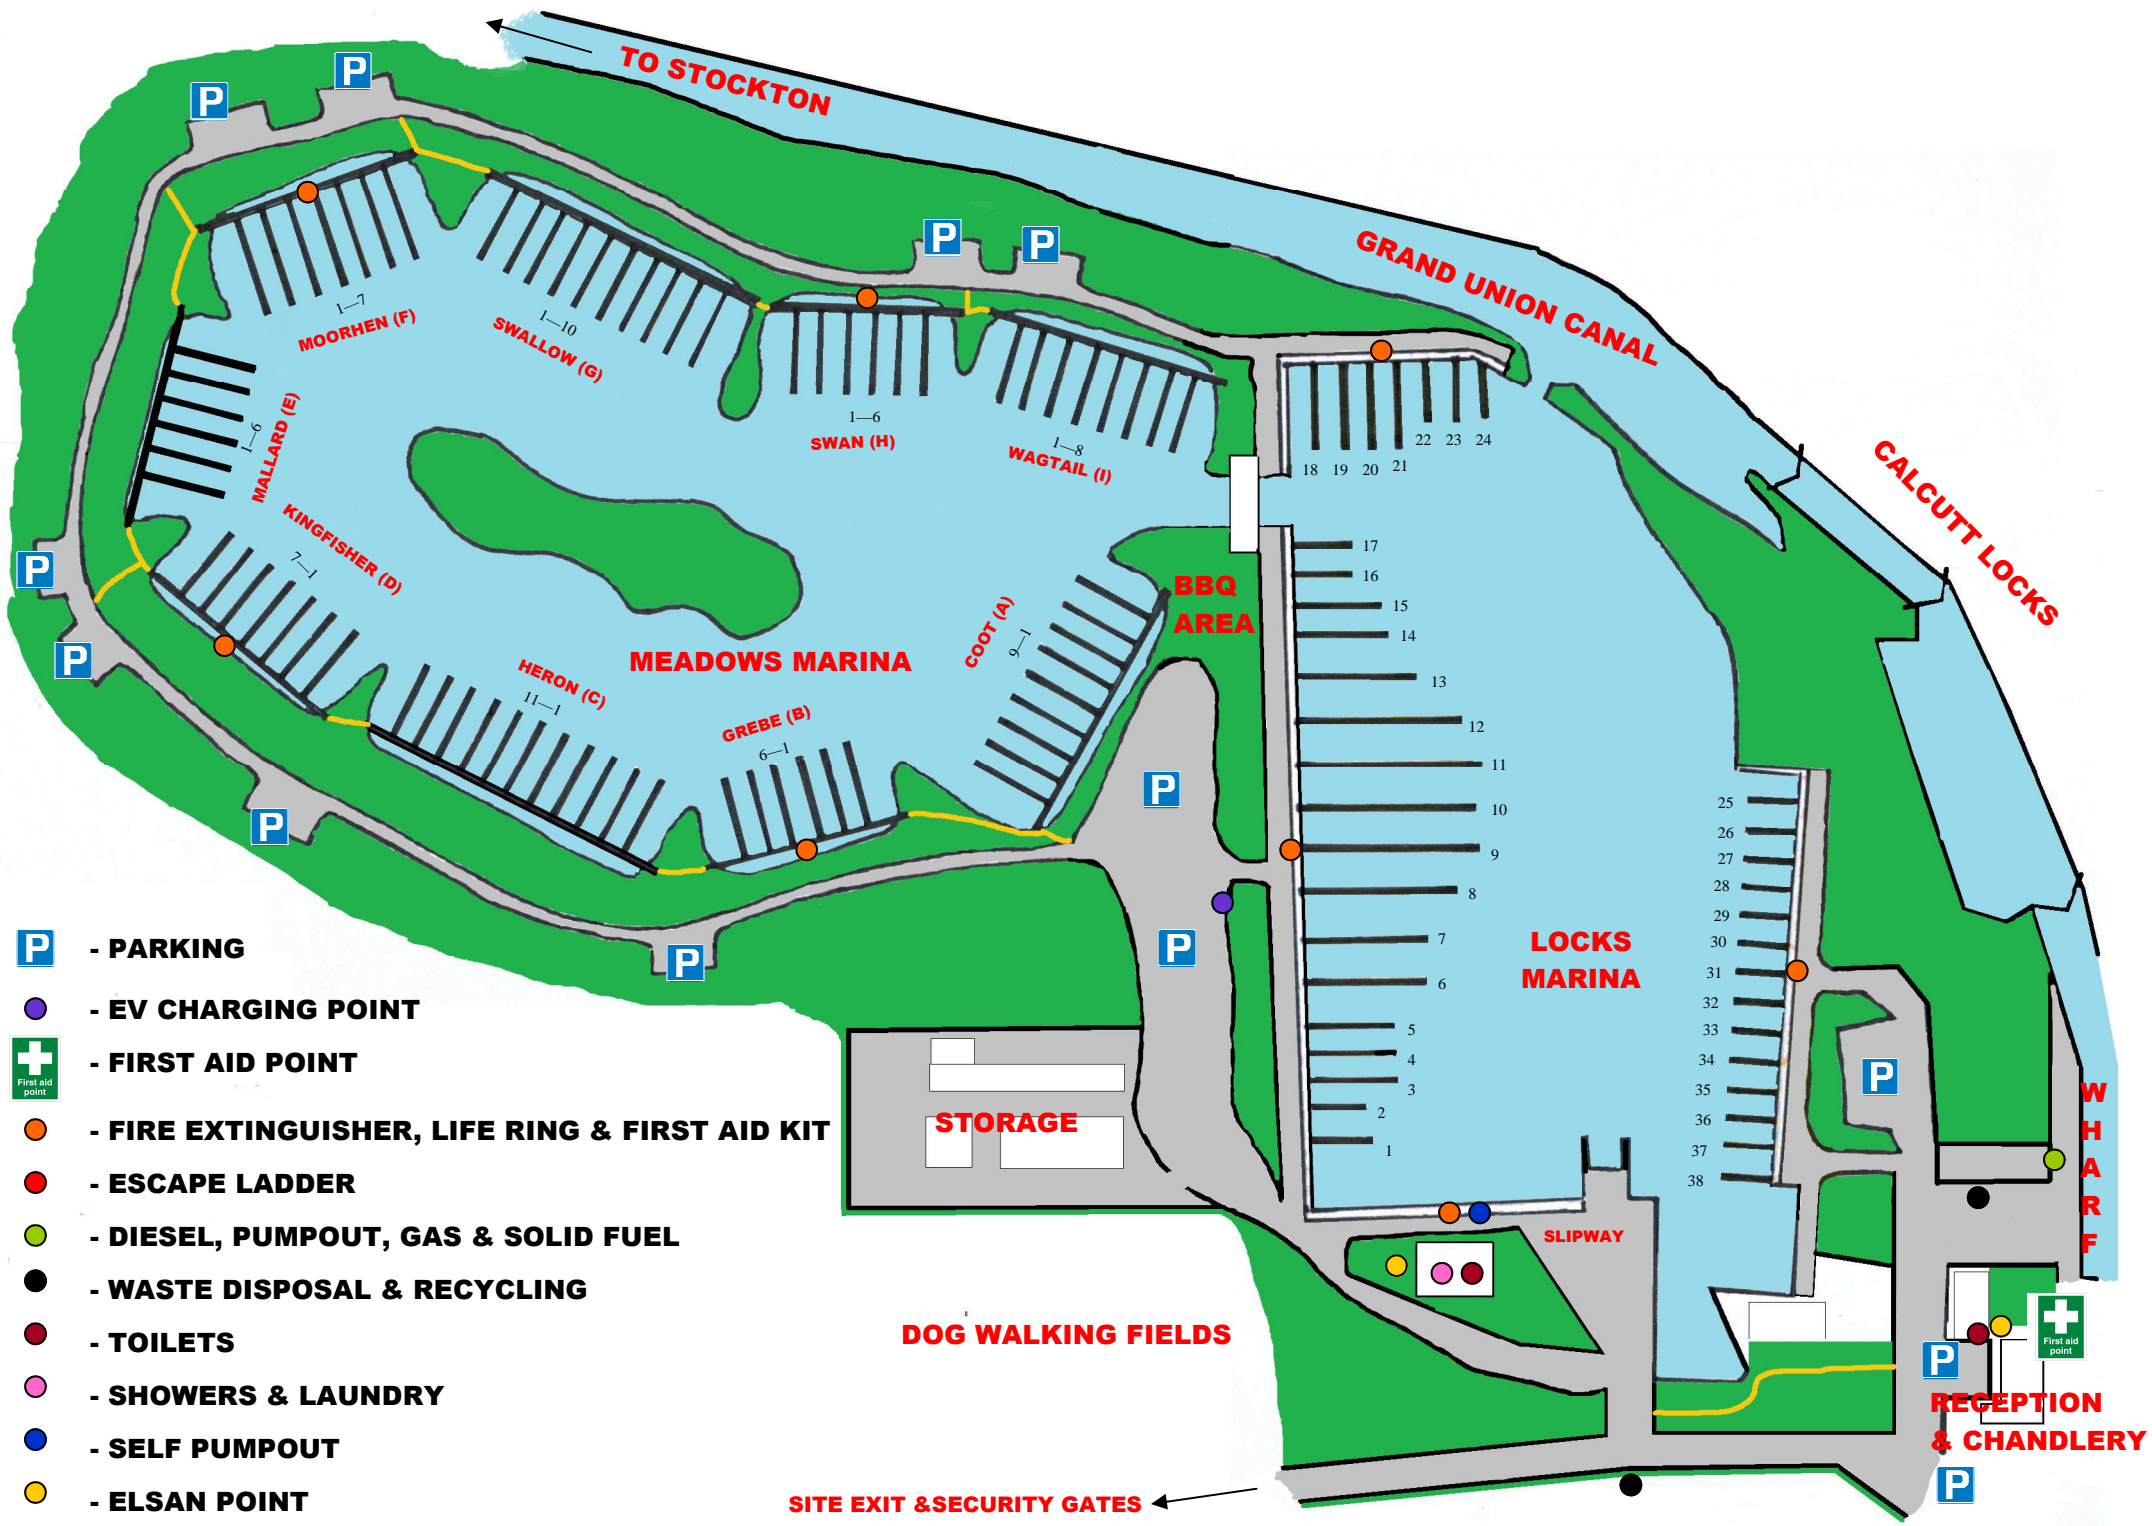 P
P
TO STOCKTON
P
P
GRAND UNION CANAL
1—7
MOORHEN (F)
1—10
SWALLOW (G)
1—6
SWAN (H)
1—8
WAGTAIL (I)
1—6
MALLARD (E)
18 19 20 21 22 23 24
CALCUTT LOCKS
KINGFISHER (D)
7—1
P
P
HERON (C)
11—1
MEADOWS MARINA
GREBE (B)
6—1
COOT (A)
9—1
BBQ
AREA
17
16
15
14
13
12
11
10
9
8
7
6
5
4
3
2
1
P
P
P
P
LOCKS
MARINA
25
26
27
28
29
30
31
32
33
34
35
36
37
38
P
W
H
A
R
F
STORAGE
SLIPWAY
DOG WALKING FIELDS
First aid
point
P
RECEPTION
& CHANDLERY
P
SITE EXIT &SECURITY GATES
P - PARKING
- EV CHARGING POINT
First aid
point
- FIRST AID POINT
- FIRE EXTINGUISHER, LIFE RING & FIRST AID KIT
- ESCAPE LADDER
- DIESEL, PUMPOUT, GAS & SOLID FUEL
- WASTE DISPOSAL & RECYCLING
- TOILETS
- SHOWERS & LAUNDRY
- SELF PUMPOUT
- ELSAN POINT